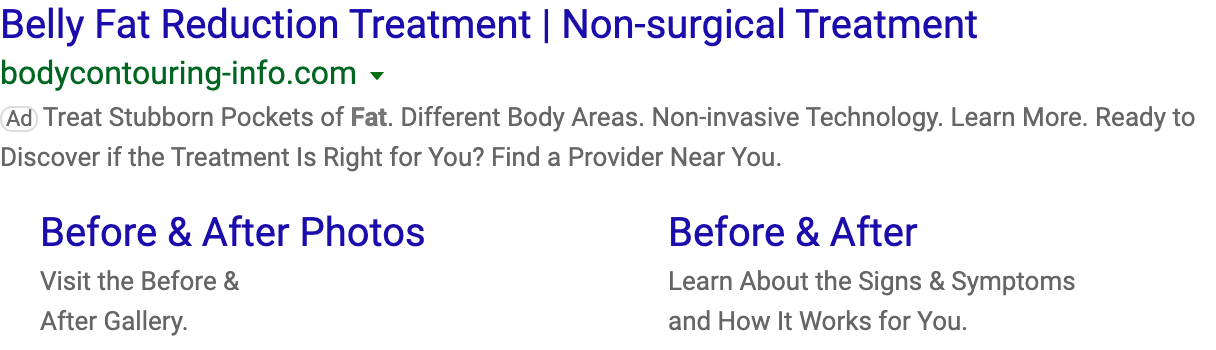 Belly Fat Reduction Treatment | Non-surgical Treatment
bodycontouring-info.com
Ad Treat Stubborn Pockets of Fat. Different Body Areas. Non-invasive Technology. Learn More. Ready to
Discover if the Treatment Is Right for You? Find a Provider Near You.
Before & After Photos
Visit the Before &
After Gallery.
Before & After
Learn About the Signs & Symptoms
and How It Works for You.